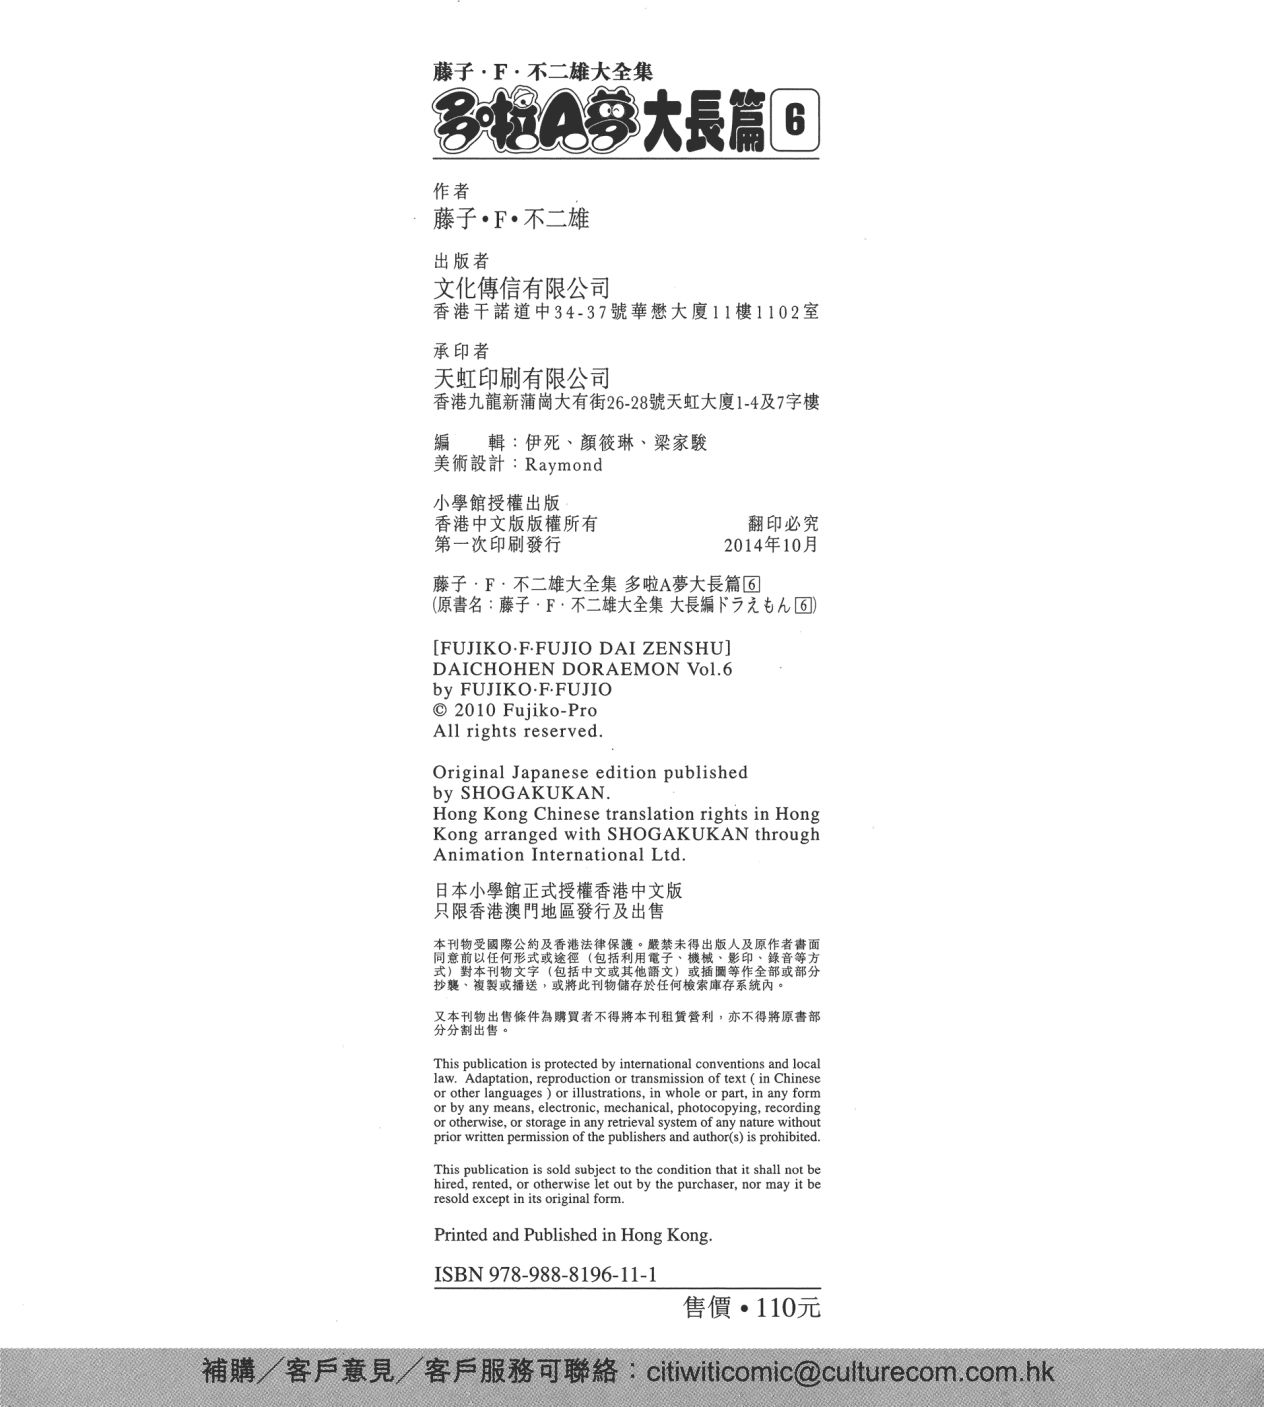 藤子・F・不二雄大全集
多啦A夢大長篇 6
作者
藤子•F•不二雄
出版者
文化傳信有限公司
香港干諾道中34-37號華懋大廈11樓1102室
承印者
天虹印刷有限公司
香港九龍新蒲崗大有街26-28號天虹大廈1-4及7字樓
編　　輯：伊死、顏筱琳、梁家駿
美術設計：Raymond
小學館授權出版
香港中文版版權所有 翻印必究
第一次印刷發行 2014年10月
藤子・F・不二雄大全集 多啦A夢大長篇6
(原書名：藤子・F・不二雄大全集 大長編ドラえもん6)
[FUJIKO·F·FUJIO DAI ZENSHU]
DAICHOHEN DORAEMON Vol.6
by FUJIKO·F·FUJIO
© 2010 Fujiko-Pro
All rights reserved.
Original Japanese edition published
by SHOGAKUKAN.
Hong Kong Chinese translation rights in Hong
Kong arranged with SHOGAKUKAN through
Animation International Ltd.
日本小學館正式授權香港中文版
只限香港澳門地區發行及出售
本刊物受國際公約及香港法律保護。嚴禁未得出版人及原作者書面
同意前以任何形式或途徑（包括利用電子、機械、影印、錄音等方
式）對本刊物文字（包括中文或其他語文）或插圖等作全部或部分
抄襲、複製或播送，或將此刊物儲存於任何檢索庫存系統內。
又本刊物出售條件為購買者不得將本刊租賃營利，亦不得將原書部
分分割出售。
This publication is protected by international conventions and local
law. Adaptation, reproduction or transmission of text ( in Chinese
or other languages ) or illustrations, in whole or part, in any form
or by any means, electronic, mechanical, photocopying, recording
or otherwise, or storage in any retrieval system of any nature without
prior written permission of the publishers and author(s) is prohibited.
This publication is sold subject to the condition that it shall not be
hired, rented, or otherwise let out by the purchaser, nor may it be
resold except in its original form.
Printed and Published in Hong Kong.
ISBN 978-988-8196-11-1
售價・110元
補購／客戶意見／客戶服務可聯絡：citiwiticomic@culturecom.com.hk